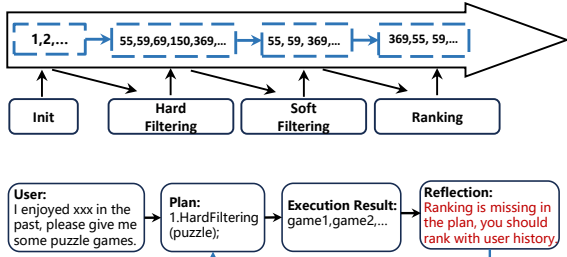 1,2,...
55,59,69,150,369,...
55, 59, 369,...
369,55, 59,...
Init
Hard
Filtering
Soft
Filtering
Ranking
User:
I enjoyed xxx in the
past, please give me
some puzzle games.
Plan:
1.HardFiltering
(puzzle);
Execution Result:
game1,game2,...
Reflection:
Ranking is missing in
the plan, you should
rank with user history.